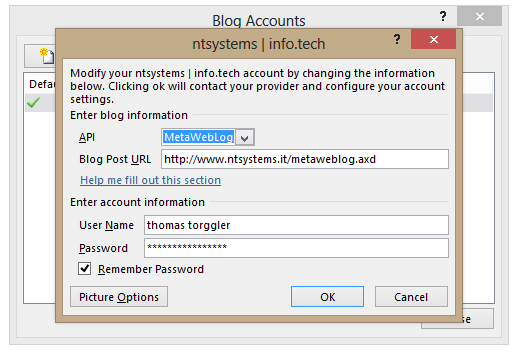 Blog Accounts
? X
ntsystems | info.tech
? X
Modify your ntsystems | info.tech account by changing the information
below. Clicking ok will contact your provider and configure your account
settings.
Enter blog information
API MetaWebLog
Blog Post URL http://www.ntsystems.it/metaweblog.axd
Help me fill out this section
Enter account information
User Name thomas torggler
Password ****************
Remember Password
Picture Options OK Cancel